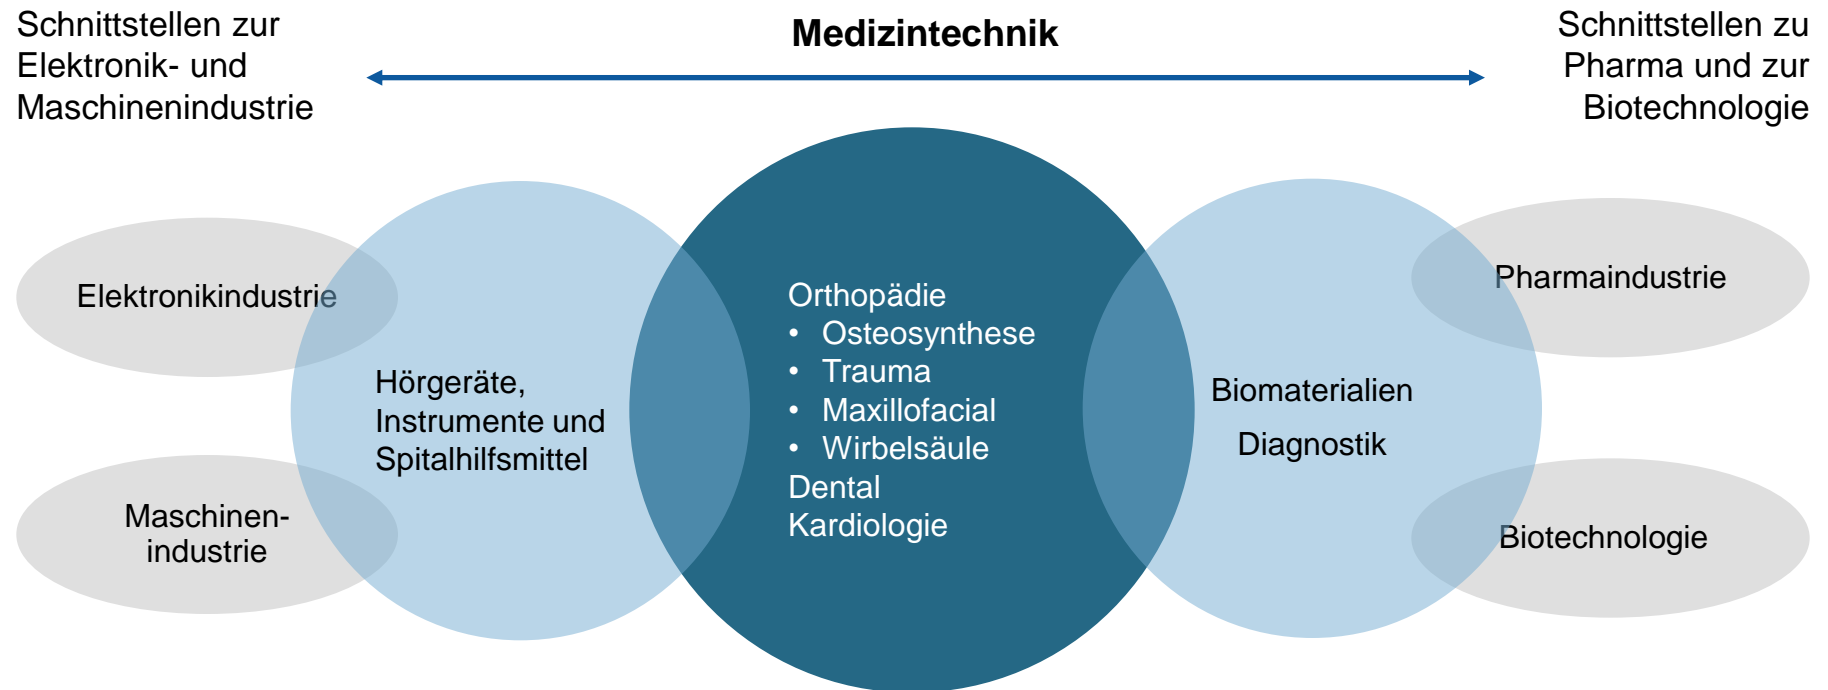 Schnittstellen zur
Elektronik- und
Maschinenindustrie
Medizintechnik
Schnittstellen zu
Pharma und zur
Biotechnologie
Elektronikindustrie
Maschinen-
industrie
Hörgeräte,
Instrumente und
Spitalhilfsmittel
Orthopädie
• Osteosynthese
• Trauma
• Maxillofacial
• Wirbelsäule
Dental
Kardiologie
Biomaterialien
Diagnostik
Pharmaindustrie
Biotechnologie